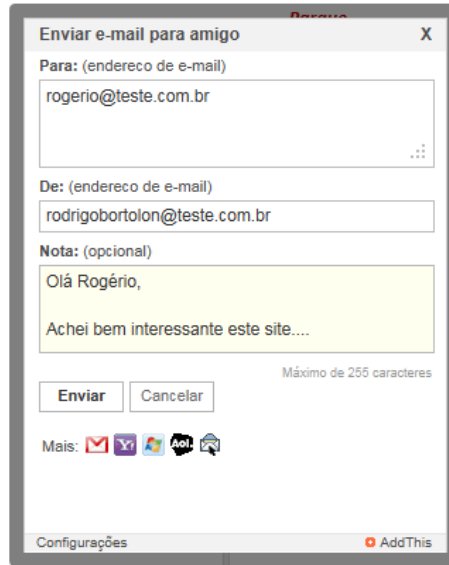 Parque
Enviar e-mail para amigo X
Para: (endereco de e-mail)
rogerio@teste.com.br
De: (endereco de e-mail)
rodrigobortolon@teste.com.br
Nota: (opcional)
Olá Rogério,
Achei bem interessante este site....
Máximo de 255 caracteres
Enviar Cancelar
Mais: Y! Aol.
Configurações AddThis